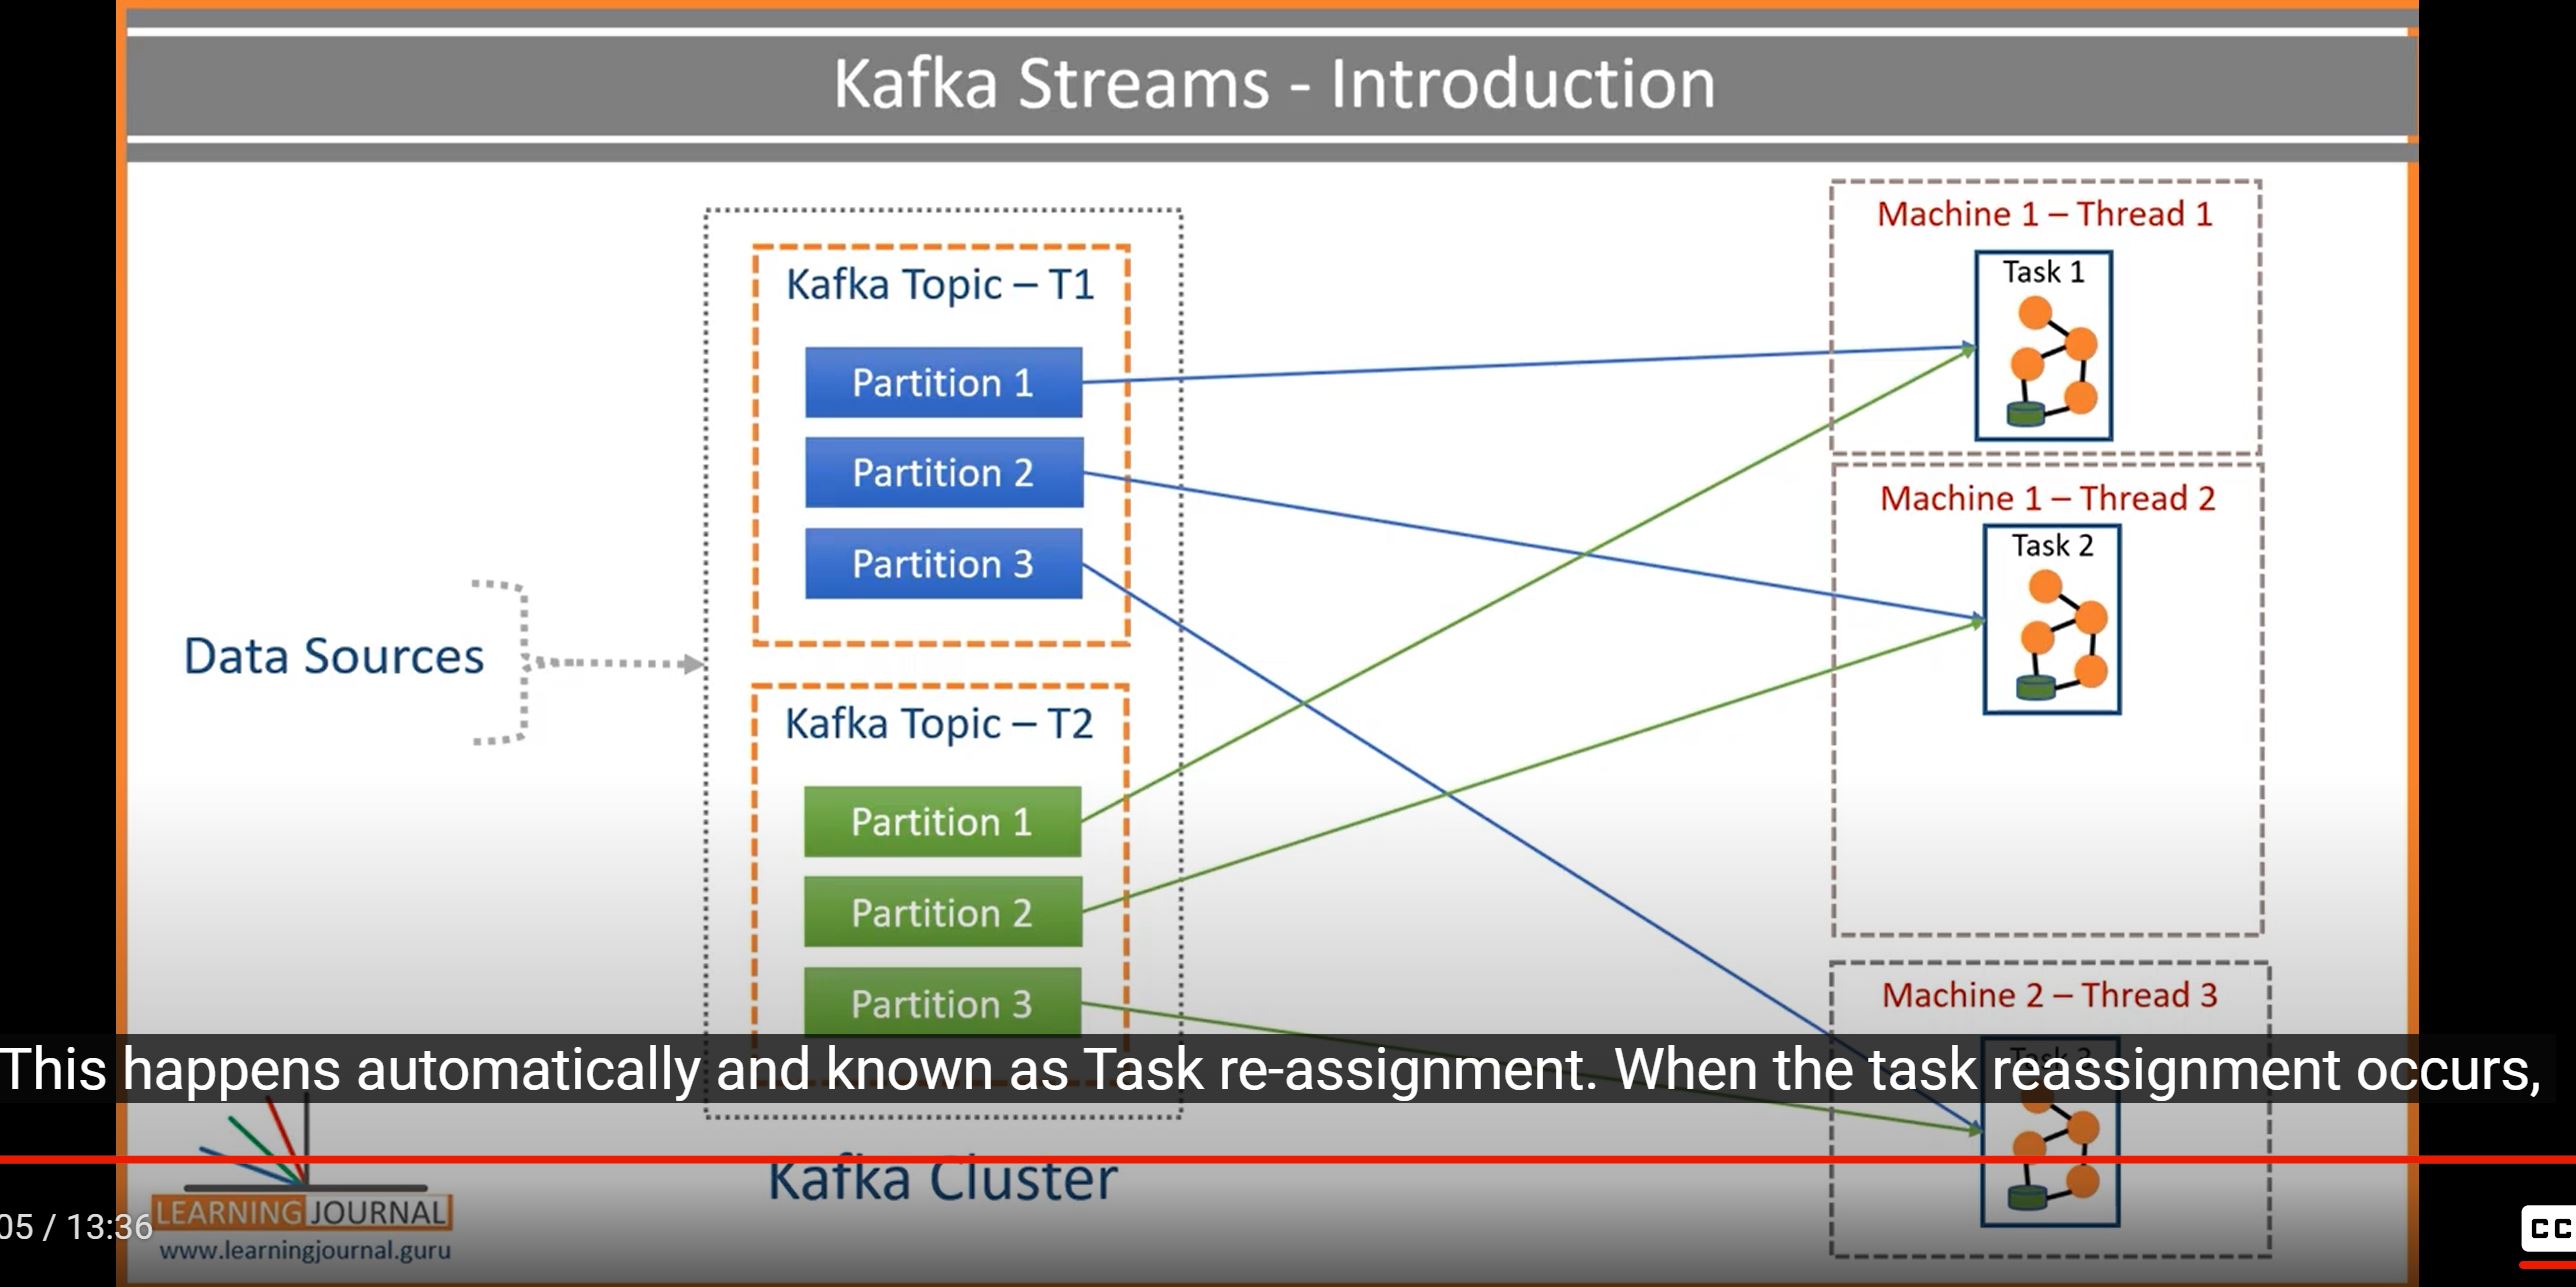 Kafka Streams - Introduction
Machine 1 – Thread 1
Task 1
Kafka Topic – T1
Partition 1
Partition 2
Partition 3
Machine 1 – Thread 2
Task 2
Data Sources
Kafka Topic – T2
Partition 1
Partition 2
Partition 3
Machine 2 – Thread 3
Task 3
This happens automatically and known as Task re-assignment. When the task reassignment occurs,
Kafka Cluster
LEARNING JOURNAL
05 / 13:36
www.learningjournal.guru
CC